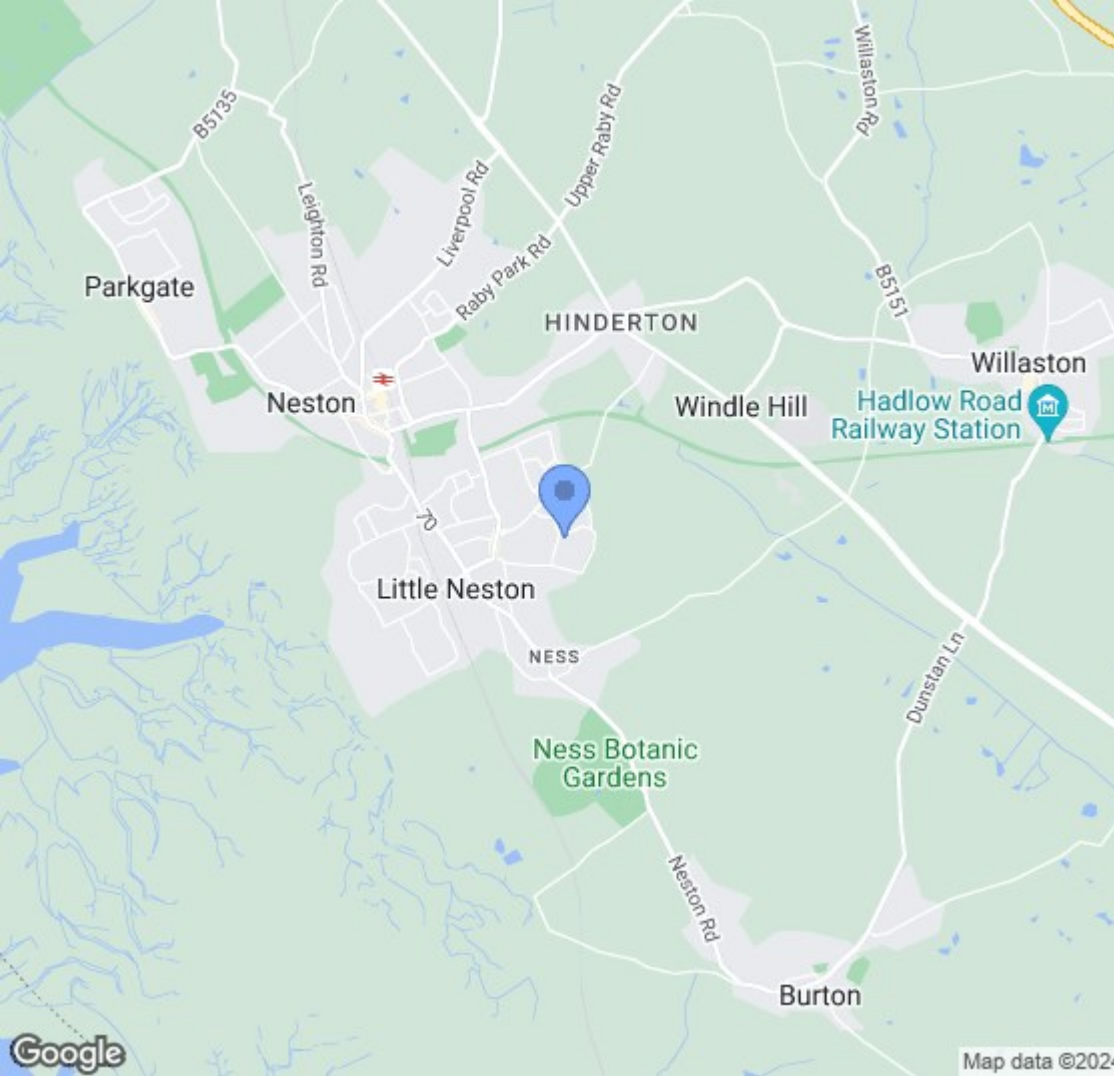 Willaston Rd
B5135
Upper Raby Rd
Leighton Rd
Liverpool Rd
Raby Park Rd
Parkgate
B5151
HINDERTON
Willaston
Neston
Windle Hill
Hadlow Road
Railway Station
70
Little Neston
NESS
Dunstan Ln
Ness Botanic
Gardens
Neston Rd
Burton
Google
Map data ©2024